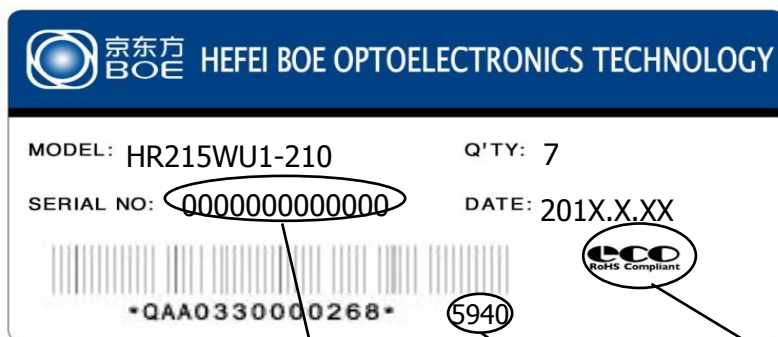 京东方
BOE HEFEI BOE OPTOELECTRONICS TECHNOLOGY
MODEL: HR215WU1-210 Q'TY: 7
SERIAL NO: 0000000000000 DATE: 201X.X.XX
eco
RoHS Compliant
*QAA0330000268* 5940